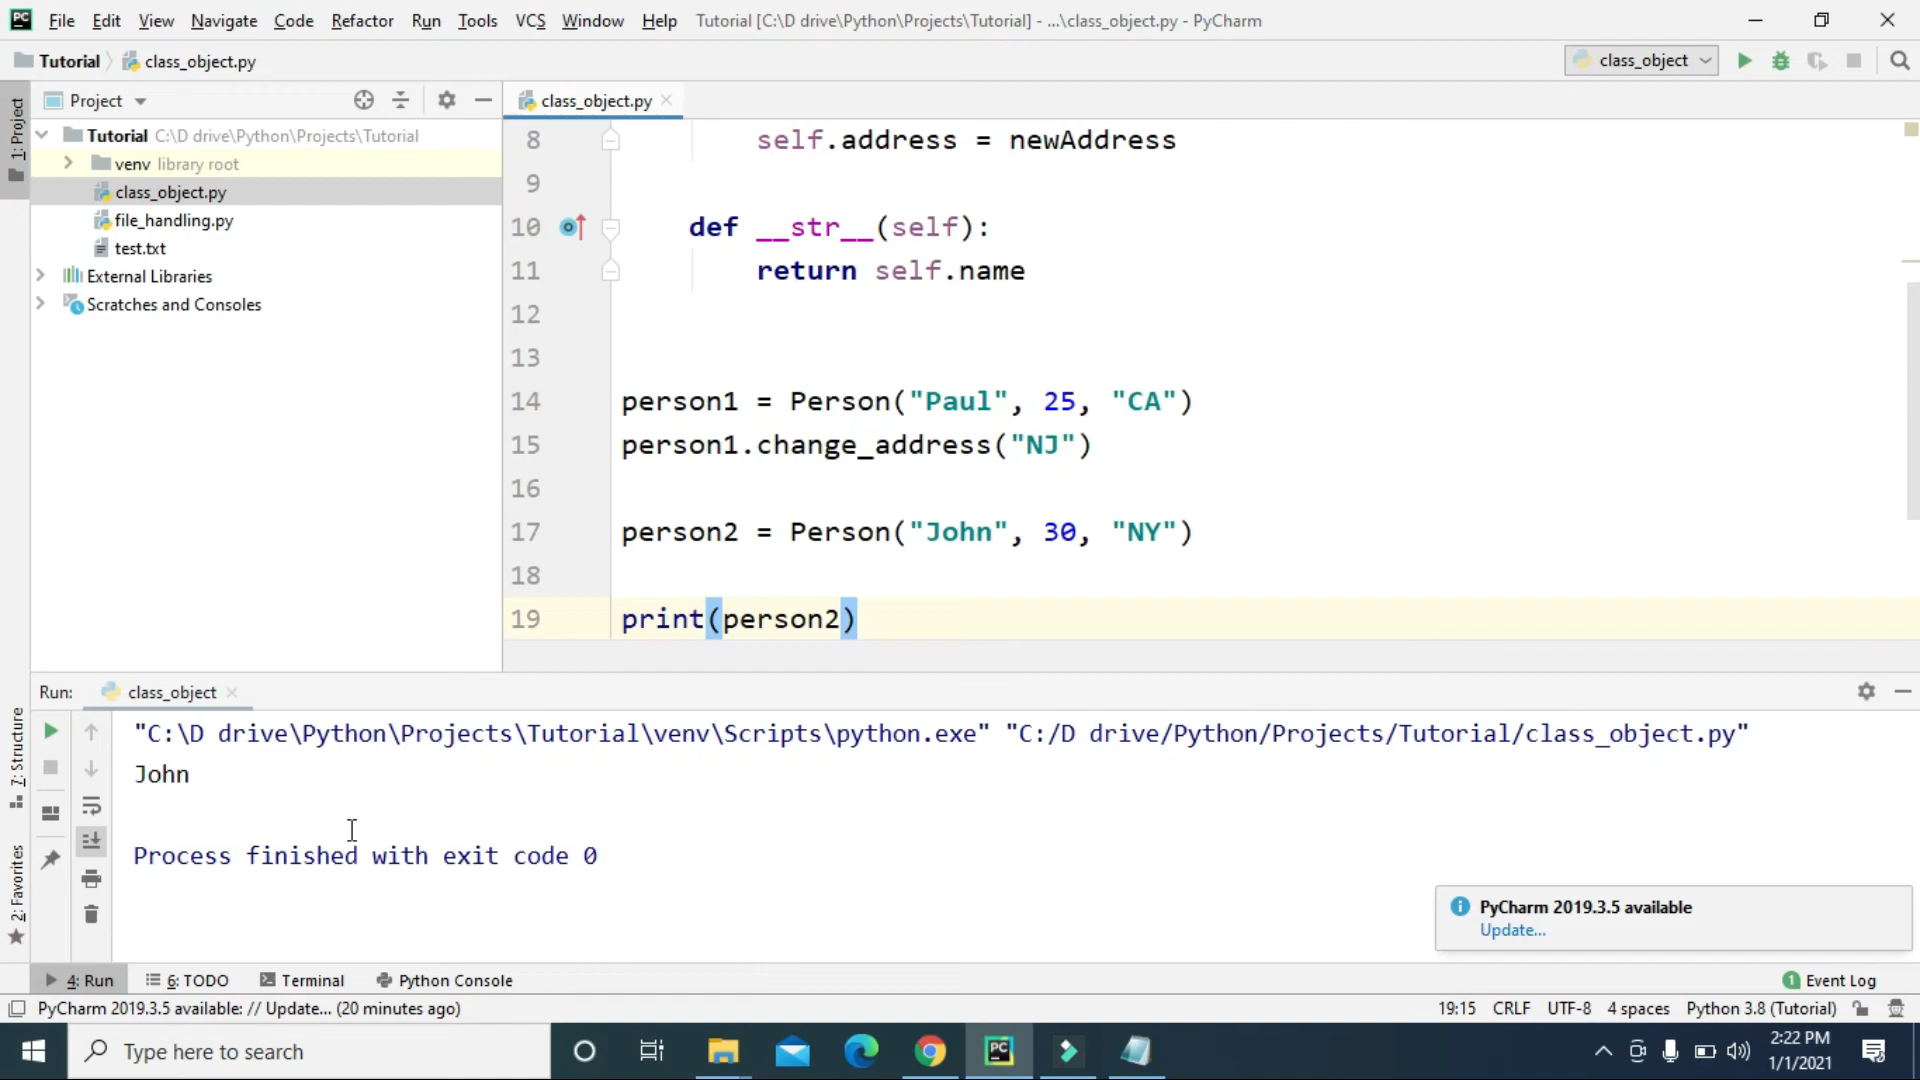 PC File Edit View Navigate Code Refactor Run Tools VCS Window Help Tutorial [C:\D drive\Python\Projects\Tutorial] - ...\class_object.py - PyCharm
Tutorial class_object.py class_object
1: Project
Project class_object.py
Tutorial C:\D drive\Python\Projects\Tutorial
venv library root
class_object.py
file_handling.py
test.txt
External Libraries
Scratches and Consoles
8 self.address = newAddress
9
10 def __str__(self):
11 return self.name
12
13
14 person1 = Person("Paul", 25, "CA")
15 person1.change_address("NJ")
16
17 person2 = Person("John", 30, "NY")
18
19 print(person2)
Run: class_object
7: Structure
2: Favorites
"C:\D drive\Python\Projects\Tutorial\venv\Scripts\python.exe" "C:/D drive/Python/Projects/Tutorial/class_object.py"
John
Process finished with exit code 0
PyCharm 2019.3.5 available
Update...
4: Run 6: TODO Terminal Python Console 1 Event Log
PyCharm 2019.3.5 available: // Update... (20 minutes ago) 19:15 CRLF UTF-8 4 spaces Python 3.8 (Tutorial)
Type here to search PC 2:22 PM
1/1/2021